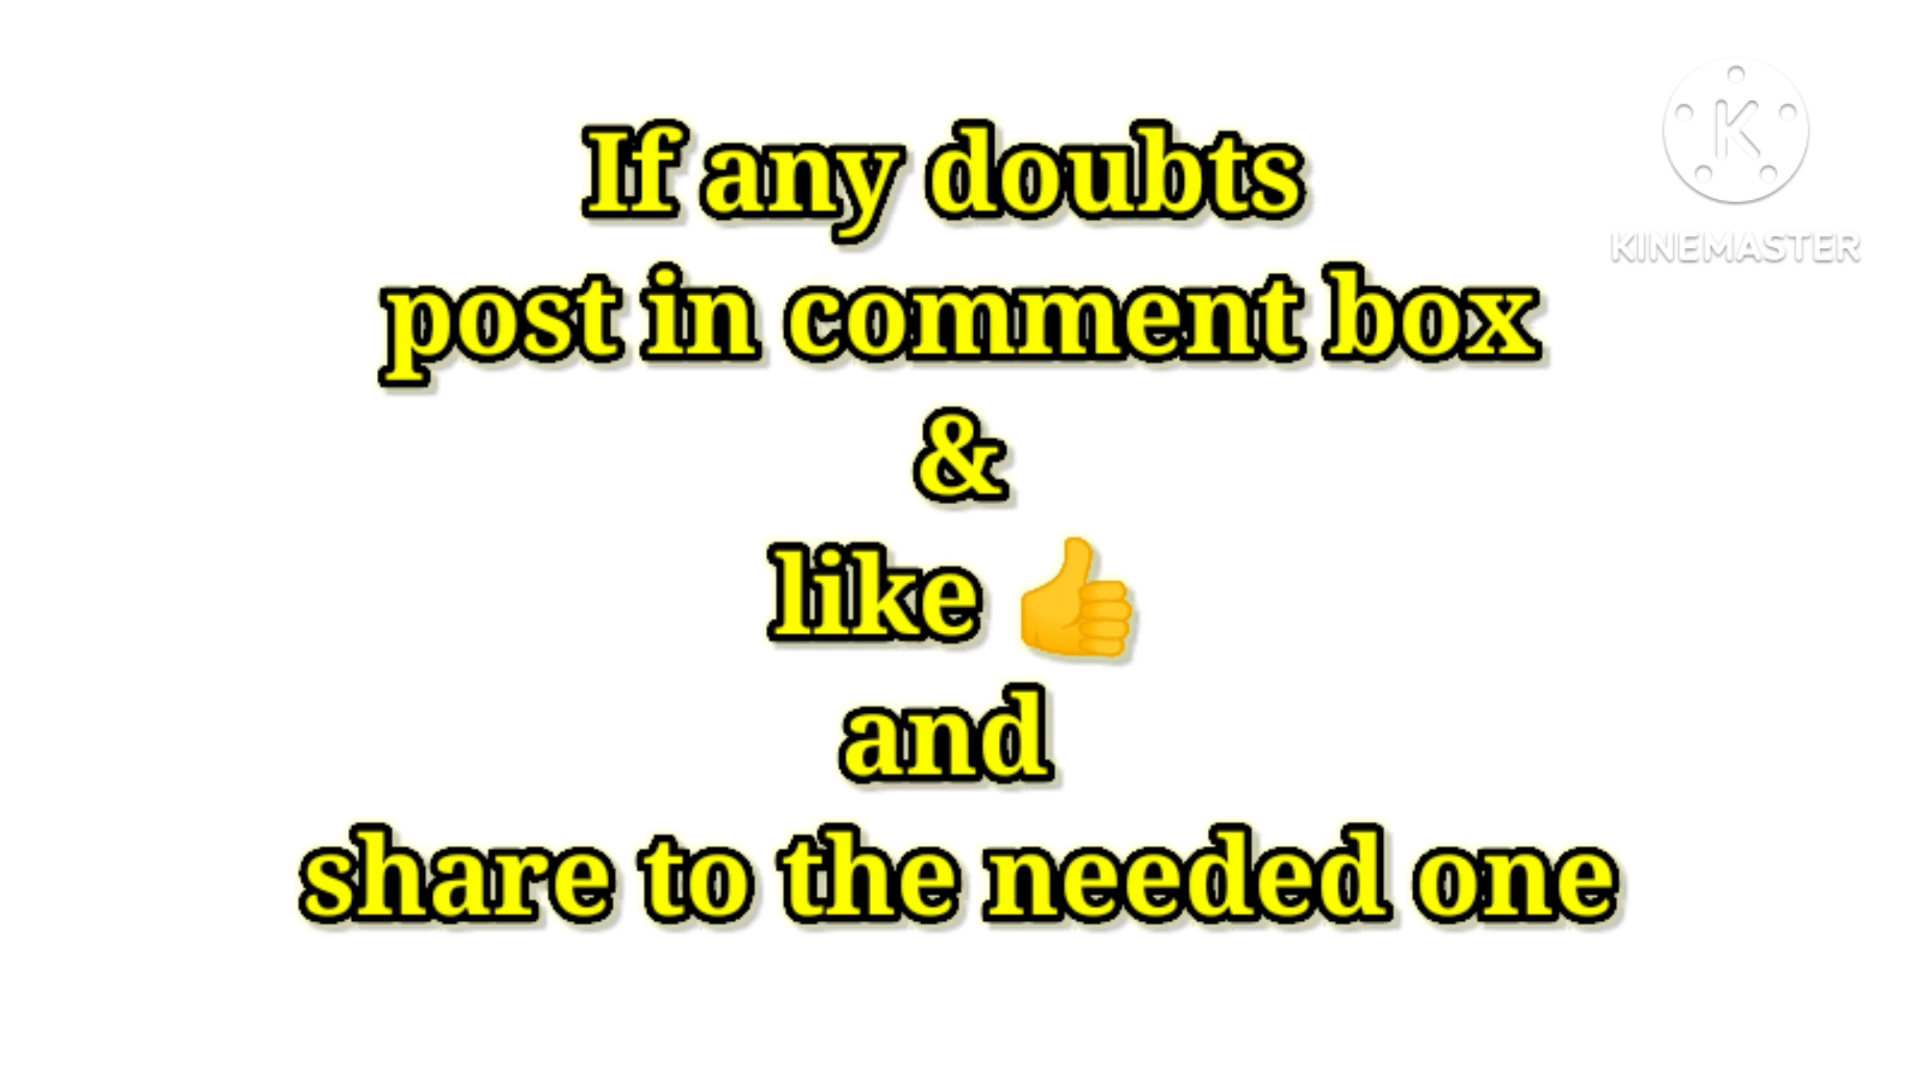 If any doubts
post in comment box
&
like 👍
and
share to the needed one
K
KINEMASTER